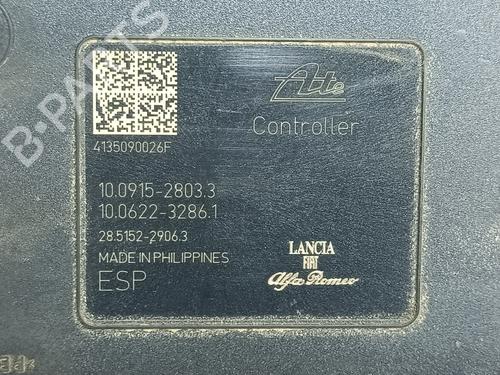 B-PARTS
Ate
Controller
4135090026F
10.0915-2803.3
10.0622-3286.1
28.5152-2906.3
MADE IN PHILIPPINES
ESP
LANCIA
FIAT
Alfa Romeo